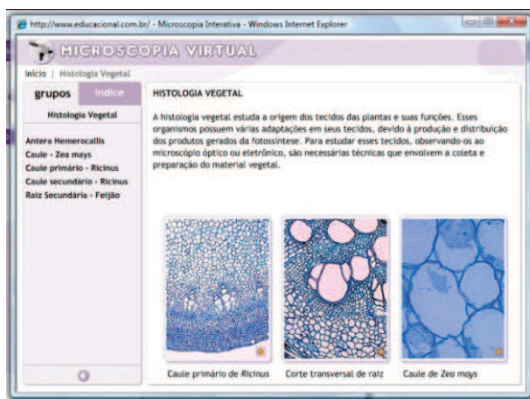 http://www.educacional.com.br/ - Microscopia Interativa - Windows Internet Explorer
MICROSCOPIA VIRTUAL
Início | Histologia Vegetal
grupos índice
Histologia Vegetal
Antera Hemerocallis
Caule - Zea mays
Caule primário - Ricinus
Caule secundário - Ricinus
Raiz Secundária - Feijão
HISTOLOGIA VEGETAL
A histologia vegetal estuda a origem dos tecidos das plantas e suas funções. Esses
organismos possuem várias adaptações em seus tecidos, devido à produção e distribuição
dos produtos gerados da fotossíntese. Para estudar esses tecidos, observando-os ao
microscópio óptico ou eletrônico, são necessárias técnicas que envolvem a coleta e
preparação do material vegetal.
Caule primário de Ricinus
Corte transversal de raiz
Caule de Zea mays